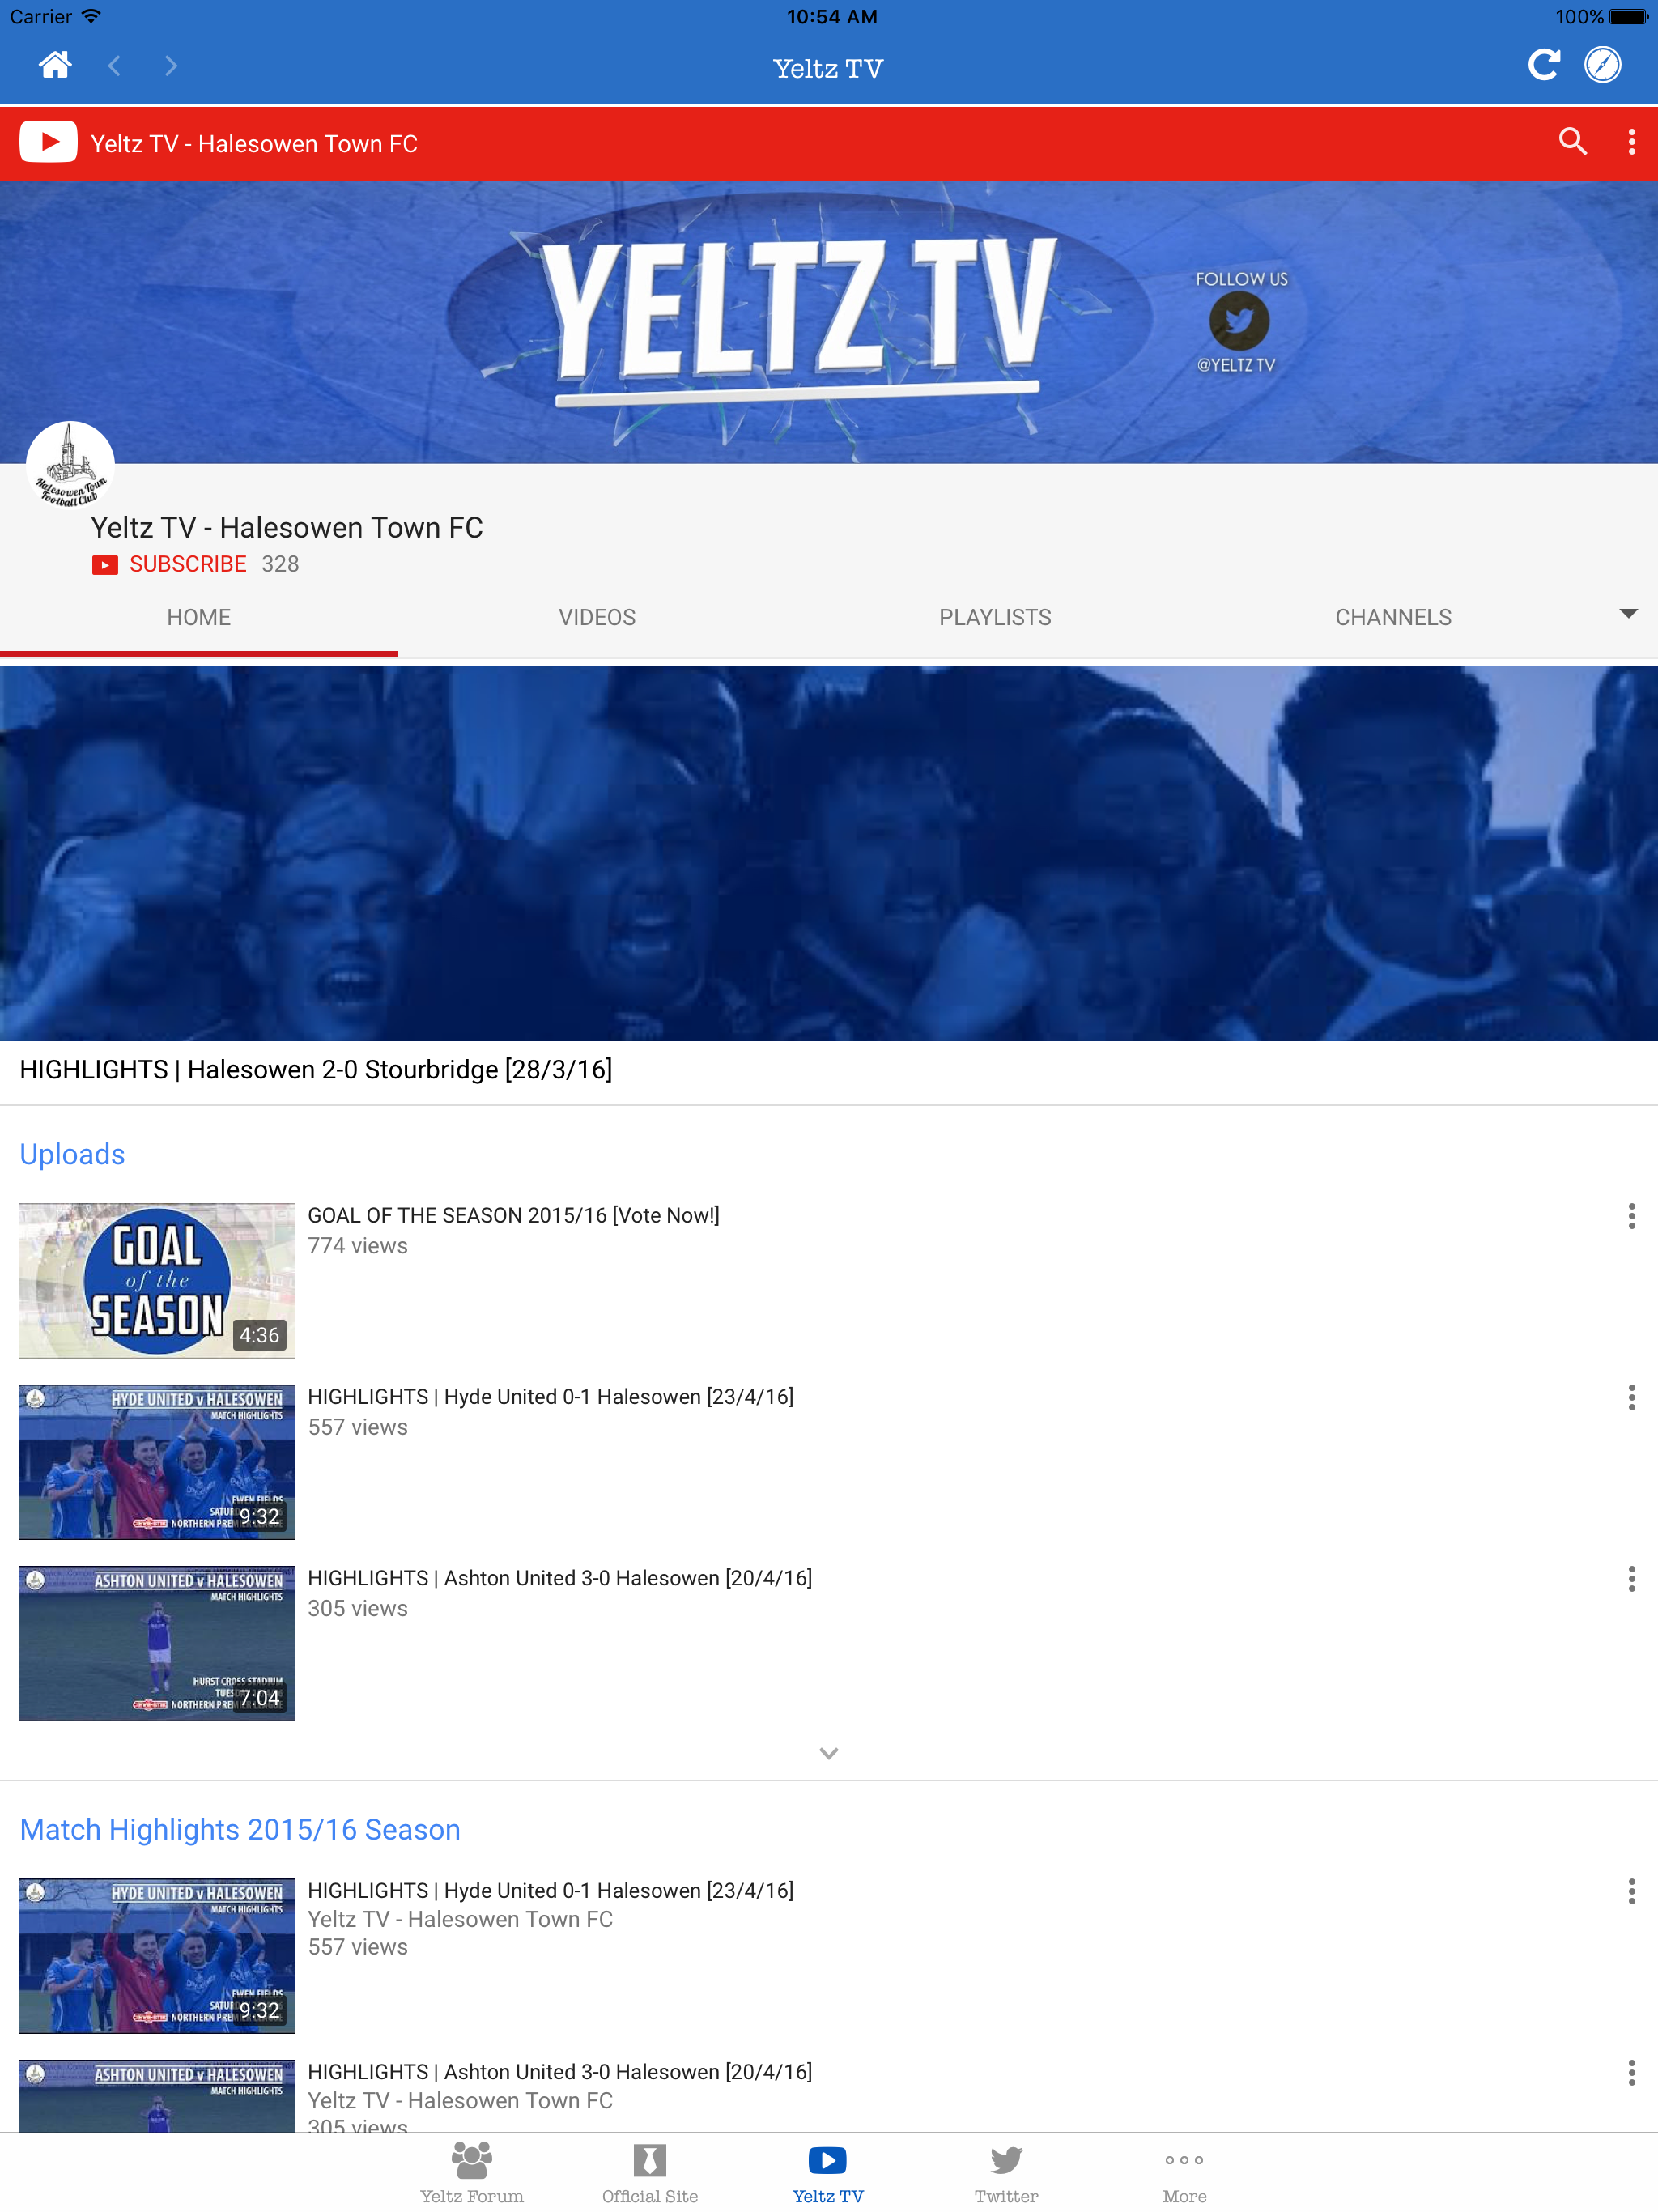 Carrier 10:54 AM 100%
Yeltz TV
Yeltz TV - Halesowen Town FC
YELTZ TV
FOLLOW US
@YELTZ TV
Halesowen Town
Football Club
Yeltz TV - Halesowen Town FC
SUBSCRIBE 328
HOME VIDEOS PLAYLISTS CHANNELS
HIGHLIGHTS | Halesowen 2-0 Stourbridge [28/3/16]
Uploads
GOAL
of the
SEASON
4:36
GOAL OF THE SEASON 2015/16 [Vote Now!]
774 views
HYDE UNITED v HALESOWEN
MATCH HIGHLIGHTS
EWEN FIELDS
9:32
NORTHERN
HIGHLIGHTS | Hyde United 0-1 Halesowen [23/4/16]
557 views
ASHTON UNITED v HALESOWEN
MATCH HIGHLIGHTS
HURST CROSS STADIUM
7:04
NORTHERN
HIGHLIGHTS | Ashton United 3-0 Halesowen [20/4/16]
305 views
Match Highlights 2015/16 Season
HYDE UNITED v HALESOWEN
MATCH HIGHLIGHTS
EWEN FIELDS
9:32
NORTHERN
HIGHLIGHTS | Hyde United 0-1 Halesowen [23/4/16]
Yeltz TV - Halesowen Town FC
557 views
ASHTON UNITED v HALESOWEN
MATCH HIGHLIGHTS
HIGHLIGHTS | Ashton United 3-0 Halesowen [20/4/16]
Yeltz TV - Halesowen Town FC
305 views
Yeltz Forum Official Site Yeltz TV Twitter More